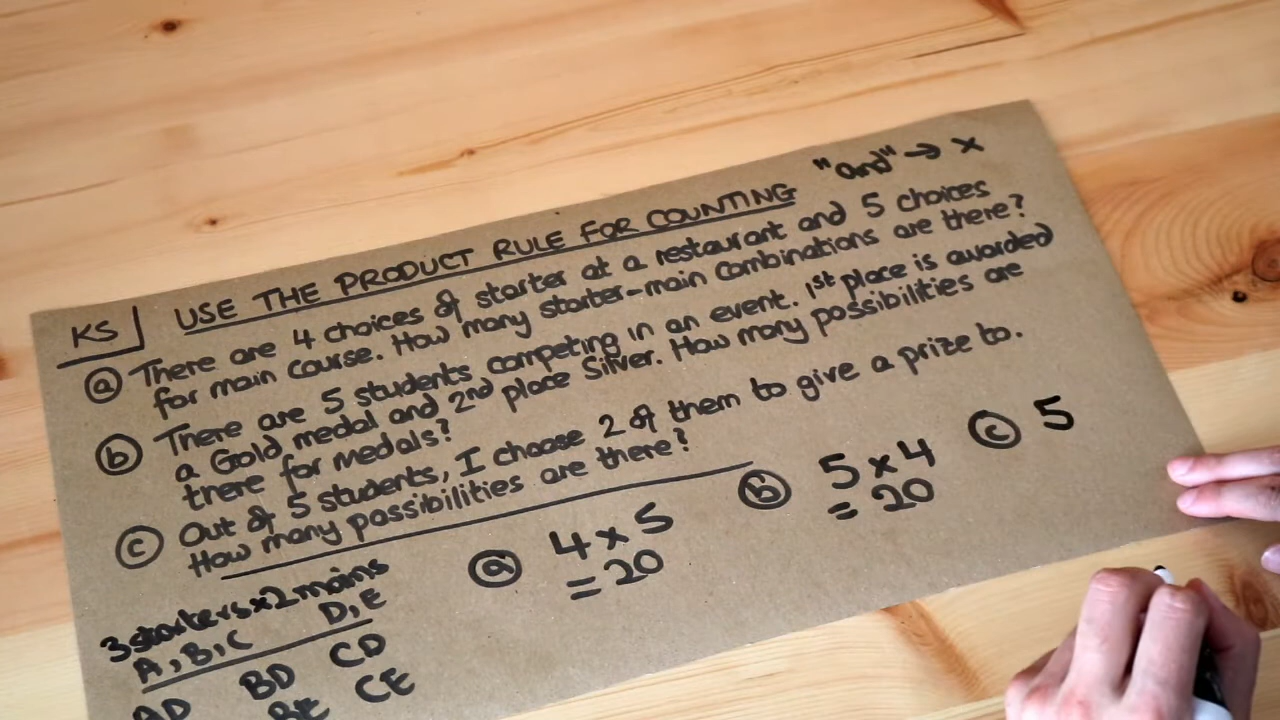 "and" → ×
KS USE THE PRODUCT RULE FOR COUNTING
ⓐ There are 4 choices of starter at a restaurant and 5 choices
for main course. How many starter-main combinations are there?
ⓑ There are 5 students competing in an event. 1st place is awarded
a Gold medal and 2nd place Silver. How many possibilities are
there for medals?
ⓒ Out of 5 students, I choose 2 of them to give a prize to.
How many possibilities are there?
3 starters × 2 mains
A, B, C D, E
AD BD CD
BE CE
ⓐ 4 × 5
= 20
ⓑ 5 × 4
= 20
ⓒ 5